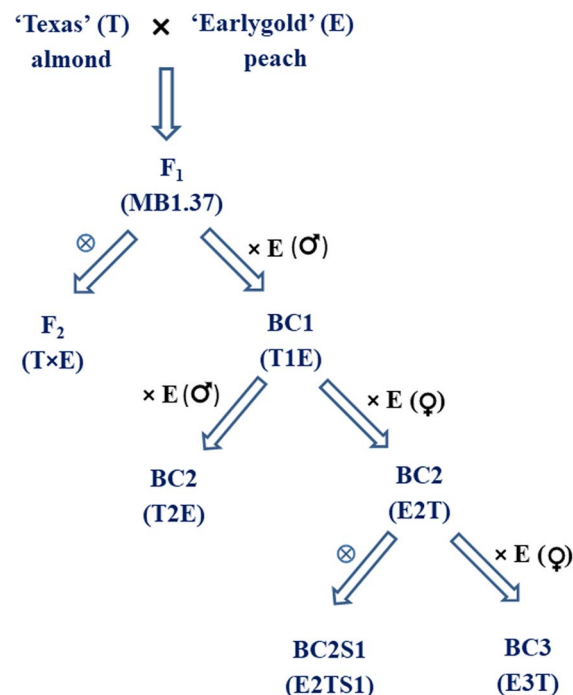 ‘Texas’ (T) × ‘Earlygold’ (E)
almond peach
F₁
(MB1.37)
⊗ × E (♂)
F₂ BC1
(T×E) (T1E)
× E (♂) × E (♀)
BC2 BC2
(T2E) (E2T)
⊗ × E (♀)
BC2S1 BC3
(E2TS1) (E3T)